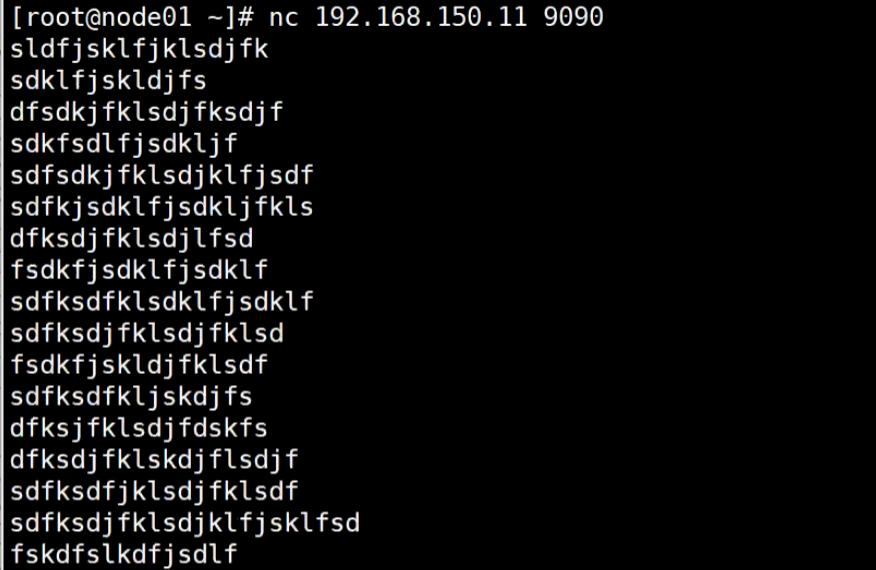 [root@node01 ~]# nc 192.168.150.11 9090
sldfjsklfjklsdjfk
sdklfjskldjfs
dfsdkjfklsdjfksdjf
sdkfsdlfjsdkljf
sdfsdkjfklsdjklfjsdf
sdfkjsdklfjsdkljfkls
dfksdjfklsdjlfsd
fsdkfjsdklfjsdklf
sdfksdfklsdklfjsdklf
sdfksdjfklsdjfklsd
fsdkfjskldjfklsdf
sdfksdfkljskdjfs
dfksjfklsdjfdskfs
dfksdjfklskdjflsdjf
sdfksdfjklsdjfklsdf
sdfksdjfklsdjklfjsklfsd
fskdfslkdfjsdlf